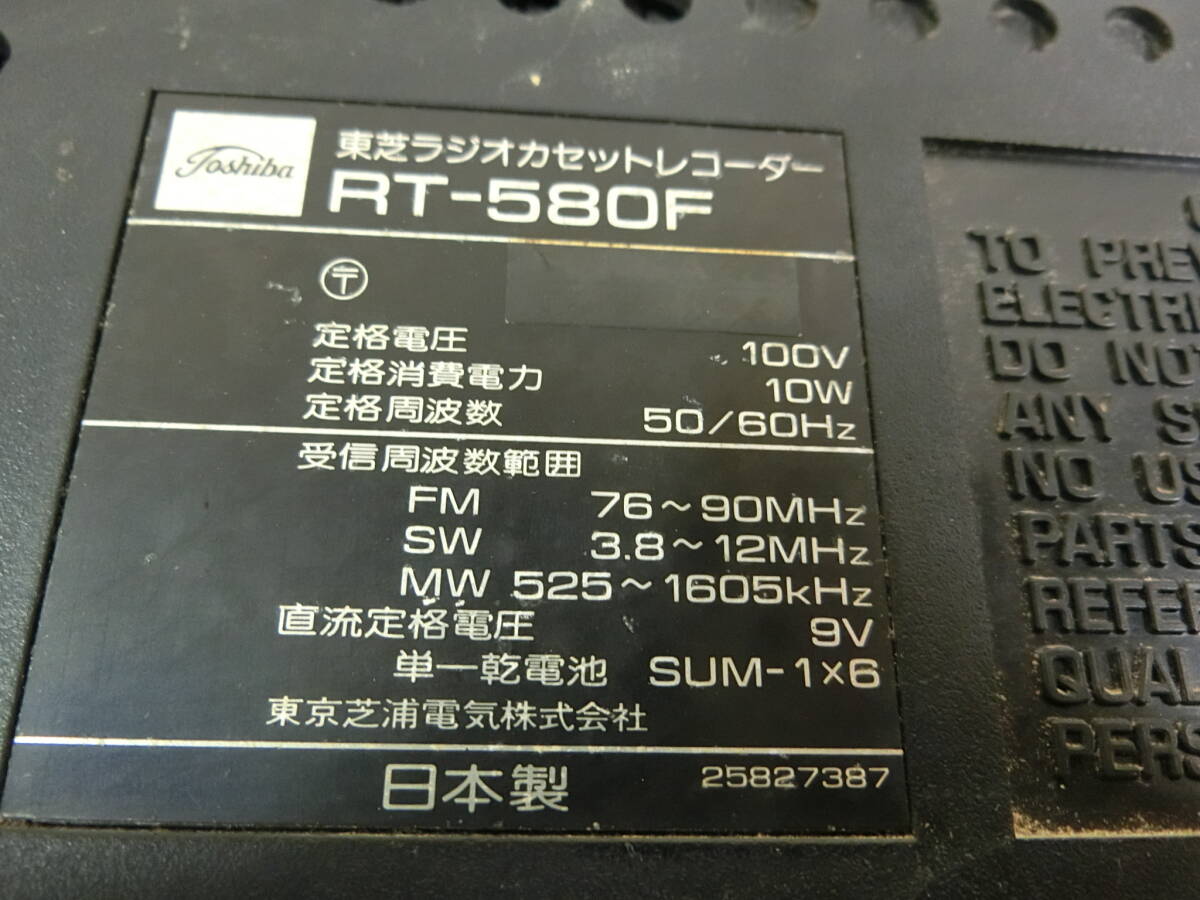 Toshiba
東芝ラジオカセットレコーダー
RT-580F
〒
定格電圧 100V
定格消費電力 10W
定格周波数 50/60Hz
受信周波数範囲
FM 76～90MHz
SW 3.8～12MHz
MW 525～1605kHz
直流定格電圧 9V
単一乾電池 SUM-1×6
東京芝浦電気株式会社
日本製 25827387
TO PREV
ELECTRI
DO NOT
ANY S
NO US
PARTS
REFER
QUAL
PERS